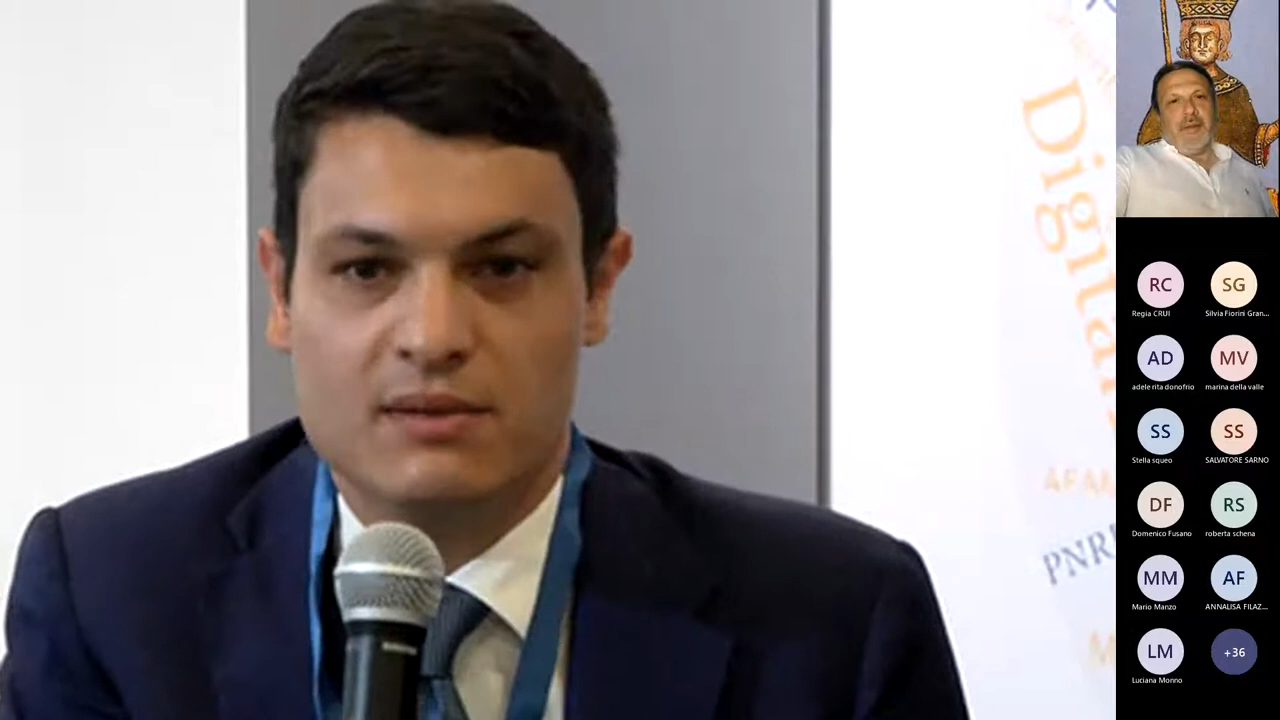 Digital
PNR
RC
Regia CRUI
SG
Silvia Fiorini Gran...
AD
adele rita donofrio
MV
marina della valle
SS
Stella squeo
SS
SALVATORE SARNO
DF
Domenico Fusano
RS
roberta schena
MM
Mario Manzo
AF
ANNALISA FILAZ...
LM
Luciana Monno
+36